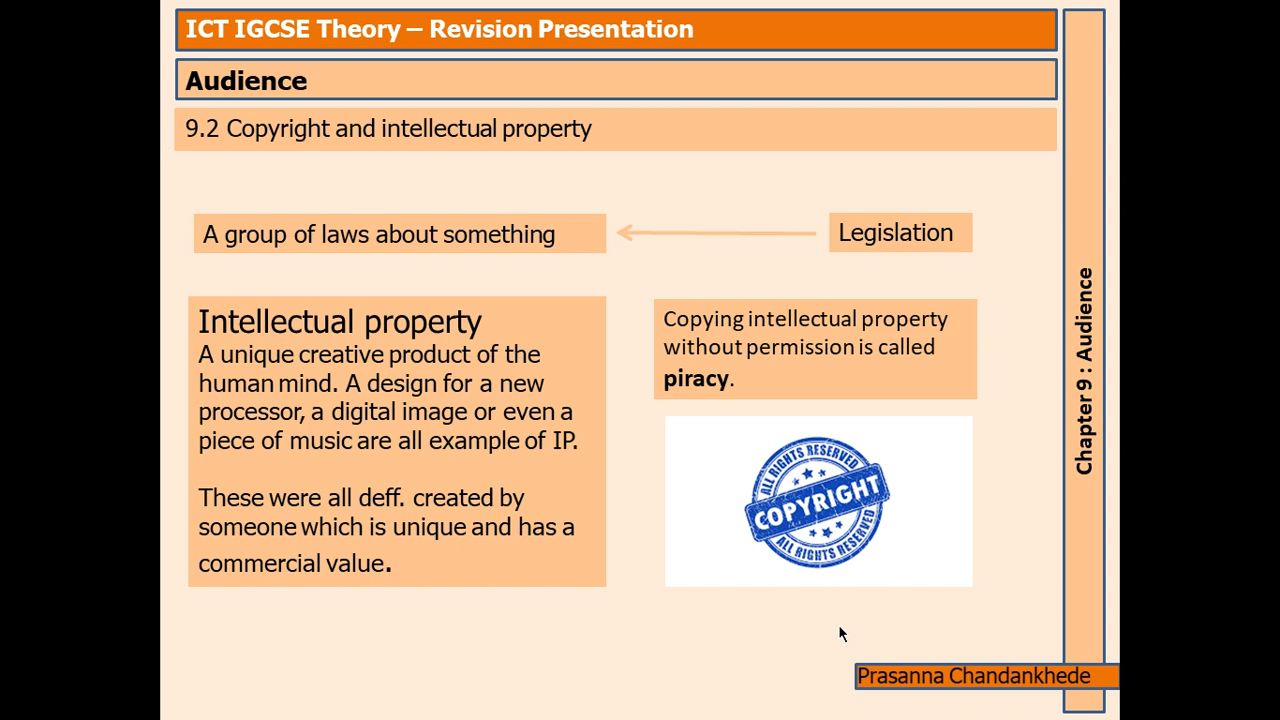 ICT IGCSE Theory – Revision Presentation
Audience
9.2 Copyright and intellectual property
A group of laws about something
Legislation
Intellectual property
A unique creative product of the
human mind. A design for a new
processor, a digital image or even a
piece of music are all example of IP.
These were all deff. created by
someone which is unique and has a
commercial value.
Copying intellectual property
without permission is called
piracy.
ALL RIGHTS RESERVED
COPYRIGHT
ALL RIGHTS RESERVED
Chapter 9 : Audience
Prasanna Chandankhede